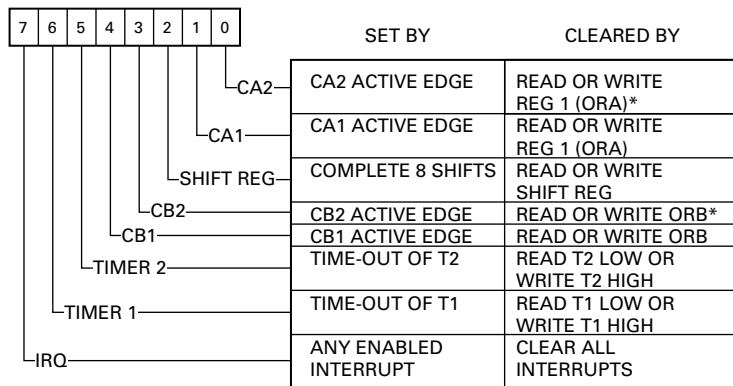 7 6 5 4 3 2 1 0
SET BY CLEARED BY
CA2 CA2 ACTIVE EDGE READ OR WRITE
REG 1 (ORA)*
CA1 CA1 ACTIVE EDGE READ OR WRITE
REG 1 (ORA)
SHIFT REG COMPLETE 8 SHIFTS READ OR WRITE
SHIFT REG
CB2 CB2 ACTIVE EDGE READ OR WRITE ORB*
CB1 CB1 ACTIVE EDGE READ OR WRITE ORB
TIMER 2 TIME-OUT OF T2 READ T2 LOW OR
WRITE T2 HIGH
TIMER 1 TIME-OUT OF T1 READ T1 LOW OR
WRITE T1 HIGH
IRQ ANY ENABLED CLEAR ALL
INTERRUPT INTERRUPTS